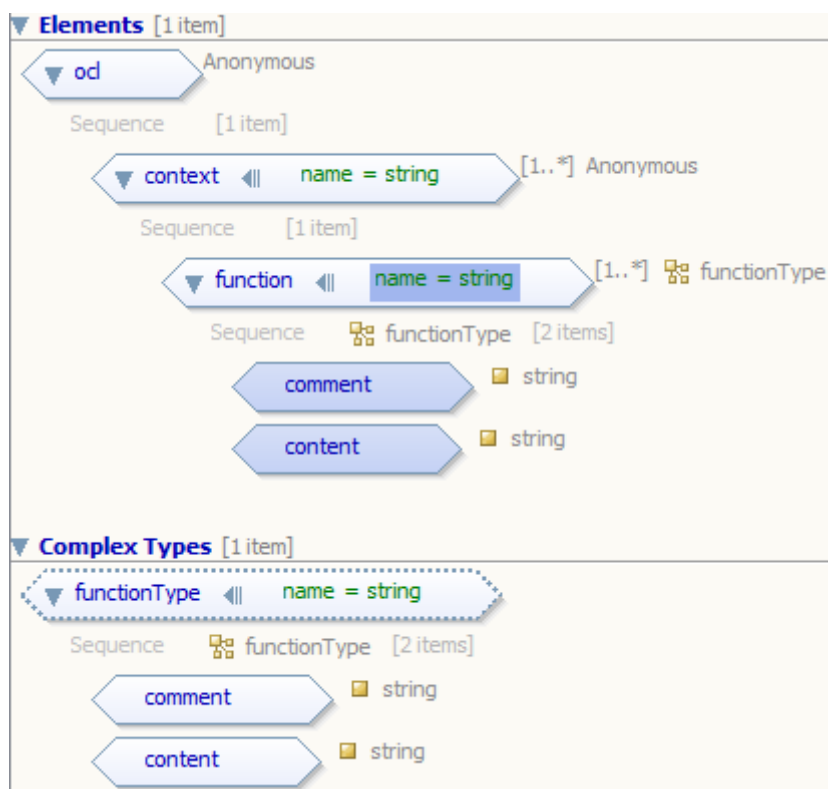 Elements [1 item]
ocl Anonymous
Sequence [1 item]
context name = string [1..*] Anonymous
Sequence [1 item]
function name = string [1..*] functionType
Sequence functionType [2 items]
comment string
content string
Complex Types [1 item]
functionType name = string
Sequence functionType [2 items]
comment string
content string